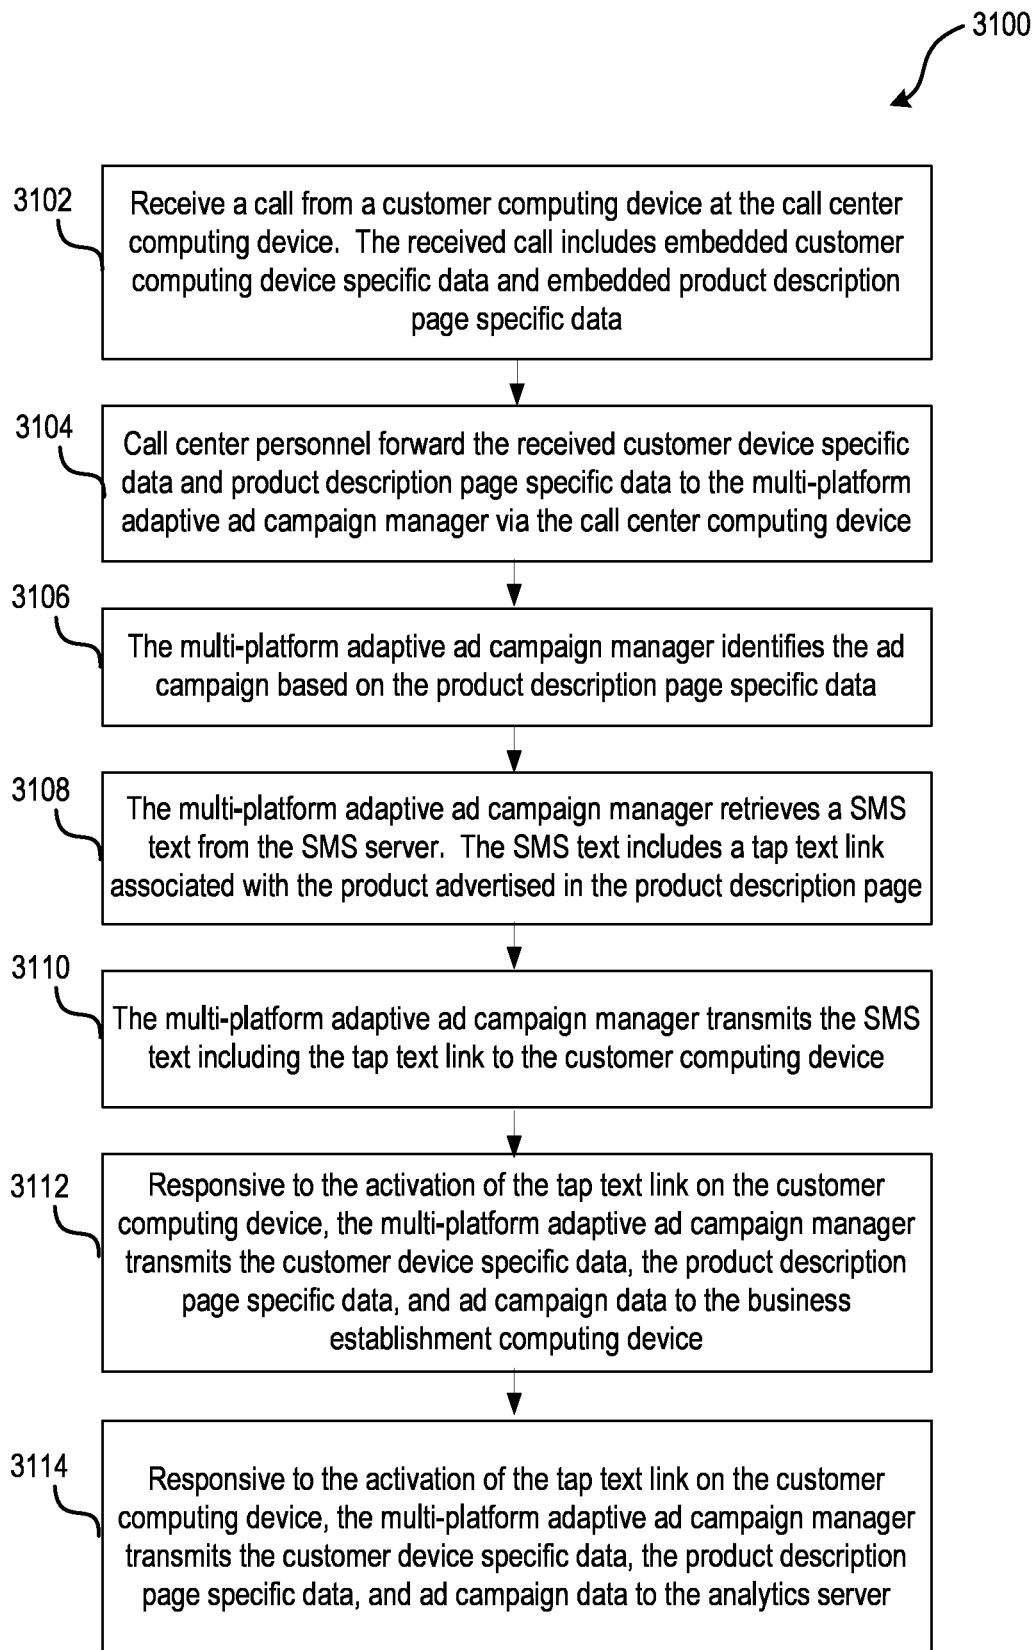 3100
3102
Receive a call from a customer computing device at the call center
computing device. The received call includes embedded customer
computing device specific data and embedded product description
page specific data
3104
Call center personnel forward the received customer device specific
data and product description page specific data to the multi-platform
adaptive ad campaign manager via the call center computing device
3106
The multi-platform adaptive ad campaign manager identifies the ad
campaign based on the product description page specific data
3108
The multi-platform adaptive ad campaign manager retrieves a SMS
text from the SMS server. The SMS text includes a tap text link
associated with the product advertised in the product description page
3110
The multi-platform adaptive ad campaign manager transmits the SMS
text including the tap text link to the customer computing device
3112
Responsive to the activation of the tap text link on the customer
computing device, the multi-platform adaptive ad campaign manager
transmits the customer device specific data, the product description
page specific data, and ad campaign data to the business
establishment computing device
3114
Responsive to the activation of the tap text link on the customer
computing device, the multi-platform adaptive ad campaign manager
transmits the customer device specific data, the product description
page specific data, and ad campaign data to the analytics server